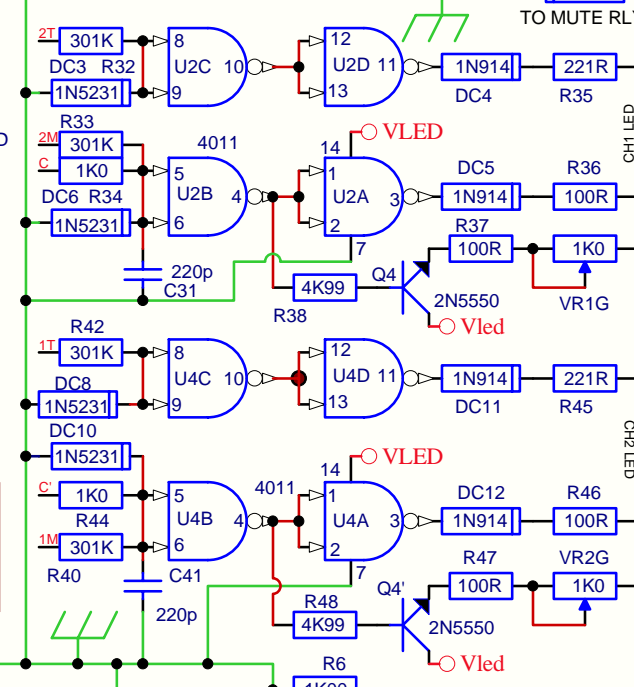 TO MUTE RLY
2T 301K 8 12
DC3 R32 U2C 10 U2D 11 1N914 221R
1N5231 9 13 DC4 R35
CH1 LED
R33
2M 301K 4011 14 VLED
C 1K0 5 1 DC5 R36
DC6 R34 U2B 4 U2A 3 1N914 100R
1N5231 6 2
7 R37
100R 1K0
220p
C31 4K99 Q4 2N5550 VR1G
R38 Vled
R42
1T 301K 8 12
DC8 U4C 10 U4D 11 1N914 221R
1N5231 9 13 DC11 R45
CH2 LED
DC10
1N5231 14 VLED
C' 1K0 5 4011 1 DC12 R46
R44 U4B 4 U4A 3 1N914 100R
1M 301K 6 2
R40 C41 7 R47 VR2G
100R 1K0
220p R48 Q4'
4K99 2N5550
R6 Vled